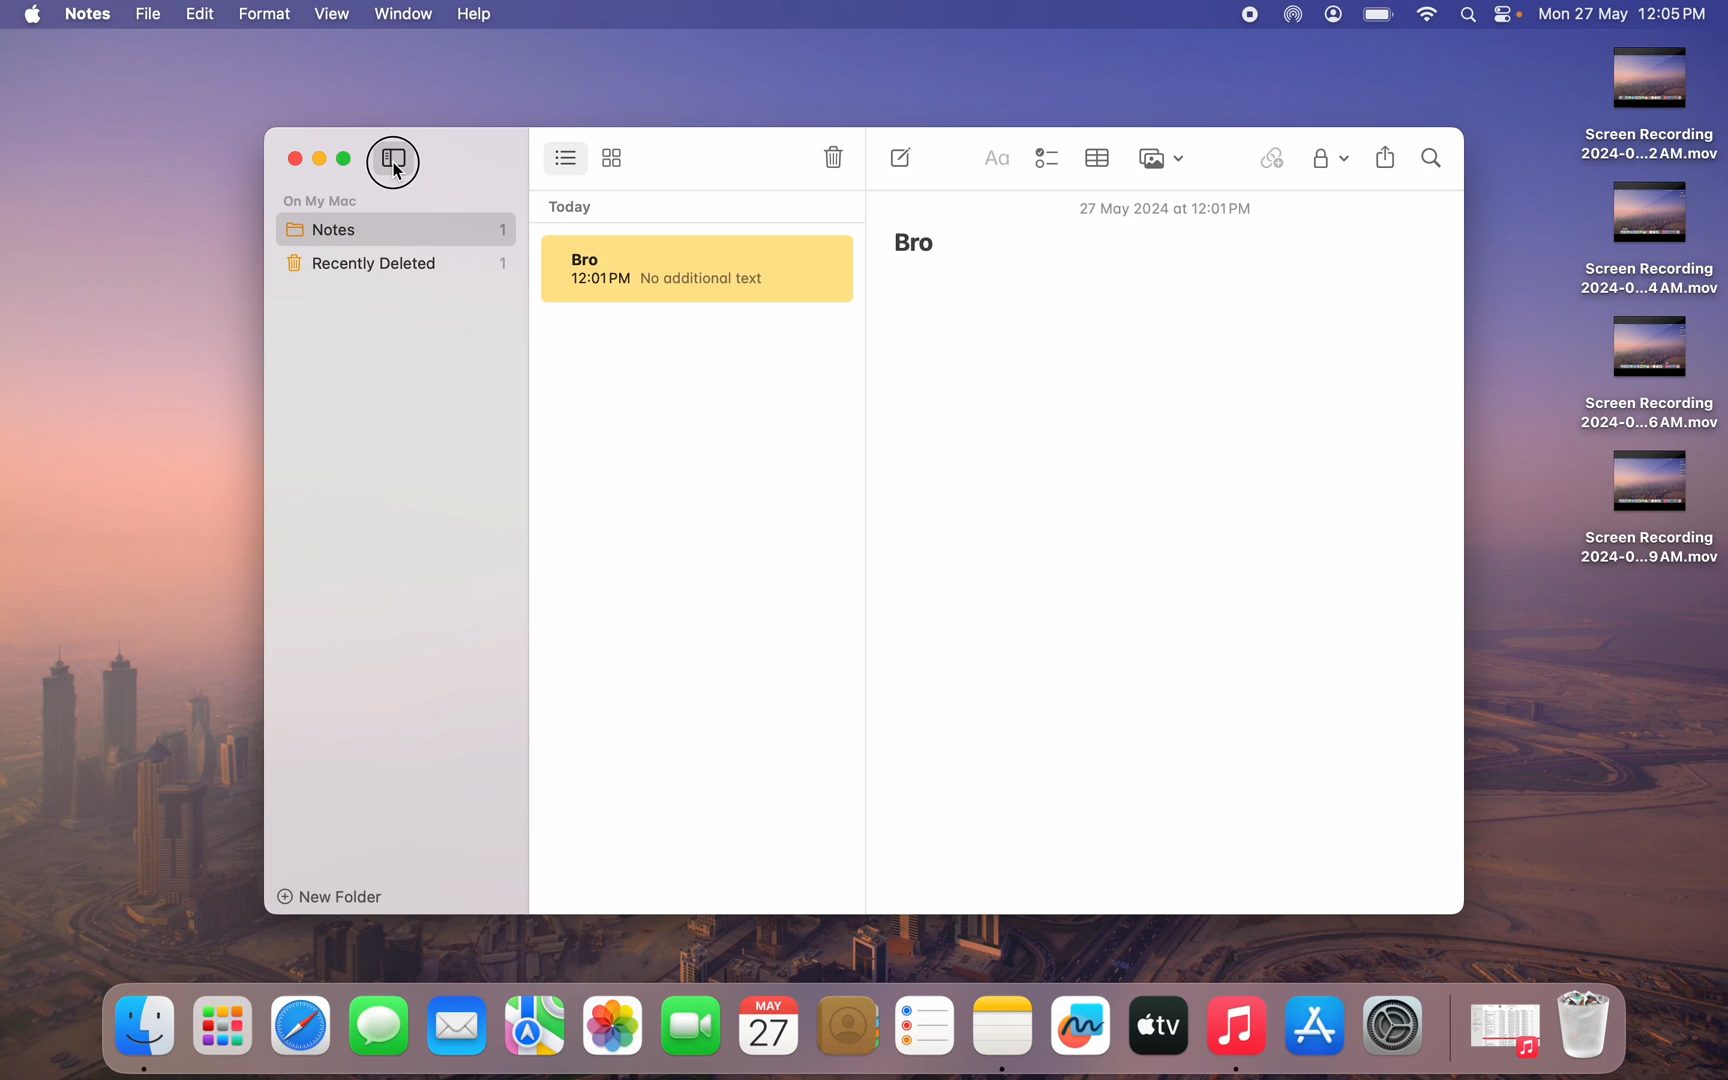 Notes File Edit Format View Window Help Mon 27 May 12:05 PM
On My Mac
Notes 1
Recently Deleted 1
New Folder
Today
Bro
12:01 PM No additional text
Aa
27 May 2024 at 12:01 PM
Bro
Screen Recording
2024-0...2 AM.mov
Screen Recording
2024-0...4 AM.mov
Screen Recording
2024-0...6 AM.mov
Screen Recording
2024-0...9 AM.mov
MAY
27
tv